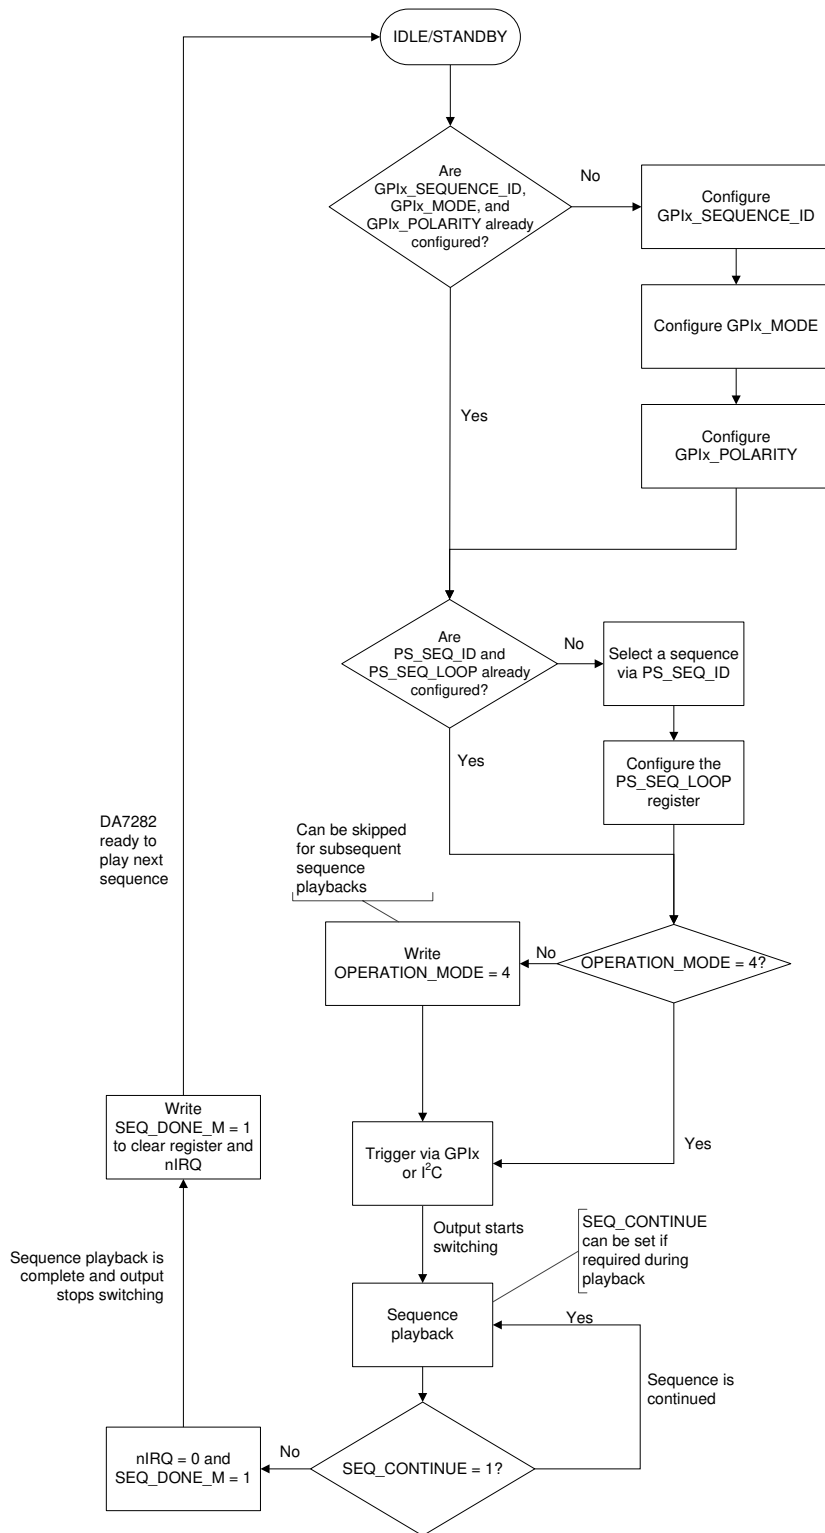 IDLE/STANDBY
Are
GPIx_SEQUENCE_ID,
GPIx_MODE, and
GPIx_POLARITY already
configured?
No
Configure
GPIx_SEQUENCE_ID
Configure GPIx_MODE
Yes
Configure
GPIx_POLARITY
Are
PS_SEQ_ID and
PS_SEQ_LOOP already
configured?
No
Select a sequence
via PS_SEQ_ID
Yes
Configure the
PS_SEQ_LOOP
register
DA7282
ready to
play next
sequence
Can be skipped
for subsequent
sequence
playbacks
Write
OPERATION_MODE = 4
No
OPERATION_MODE = 4?
Write
SEQ_DONE_M = 1
to clear register and
nIRQ
Trigger via GPIx
or I²C
Yes
Output starts
switching
SEQ_CONTINUE
can be set if
required during
playback
Sequence playback is
complete and output
stops switching
Sequence
playback
Yes
Sequence is
continued
nIRQ = 0 and
SEQ_DONE_M = 1
No
SEQ_CONTINUE = 1?